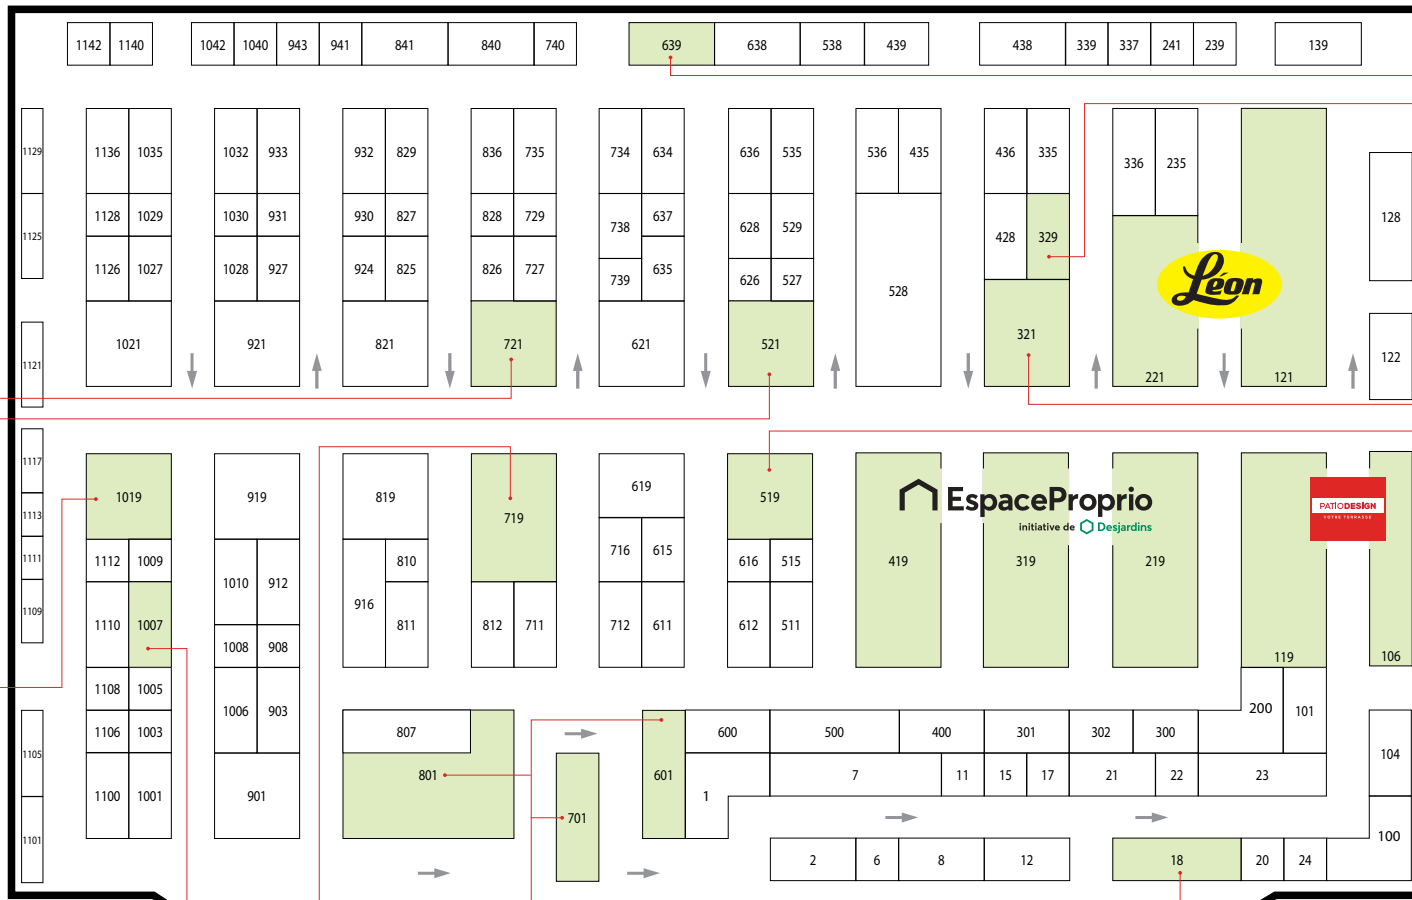 1142 1140 1042 1040 943 941 841 840 740 639 638 538 439 438 339 337 241 239 139
1129 1136 1035 1032 933 932 829 836 735 734 634 636 535 536 435 436 335 336 235
1125 1128 1029 1030 931 930 827 828 729 738 637 628 529 428 329 128
1126 1027 1028 927 924 825 826 727 739 635 626 527 528
Léon
1121 1021 921 821 721 621 521 321 221 121 122
1117 1019 919 819 719 619 519
EspaceProprio
initiative de Desjardins
PATIODESIGN
VOTRE TERRASSE
1113
1111 1112 1009 1010 912 810 716 615 616 515 419 319 219
1109 1110 1007 916 811 812 711 712 611 612 511
1008 908 119 106
1108 1005 1006 903 200 101
1106 1003 807 600 500 400 301 302 300
1105 801 601 7 11 15 17 21 22 23 104
1100 1001 901 1
701
1101 2 6 8 12 18 20 24 100